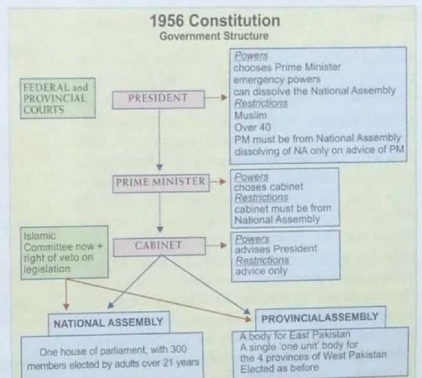 1956 Constitution
Government Structure
FEDERAL and
PROVINCIAL
COURTS
PRESIDENT
Powers
chooses Prime Minister
emergency powers
can dissolve the National Assembly
Restrictions
Muslim
Over 40
PM must be from National Assembly
dissolving of NA only on advice of PM
PRIME MINISTER
Powers
choses cabinet
Restrictions
cabinet must be from
National Assembly
Islamic
Committee now +
right of veto on
legislation
CABINET
Powers
advises President
Restrictions
advice only
NATIONAL ASSEMBLY
One house of parliament, with 300
members elected by adults over 21 years
PROVINCIALASSEMBLY
A body for East Pakistan
A single 'one unit' body for
the 4 provinces of West Pakistan
Elected as before